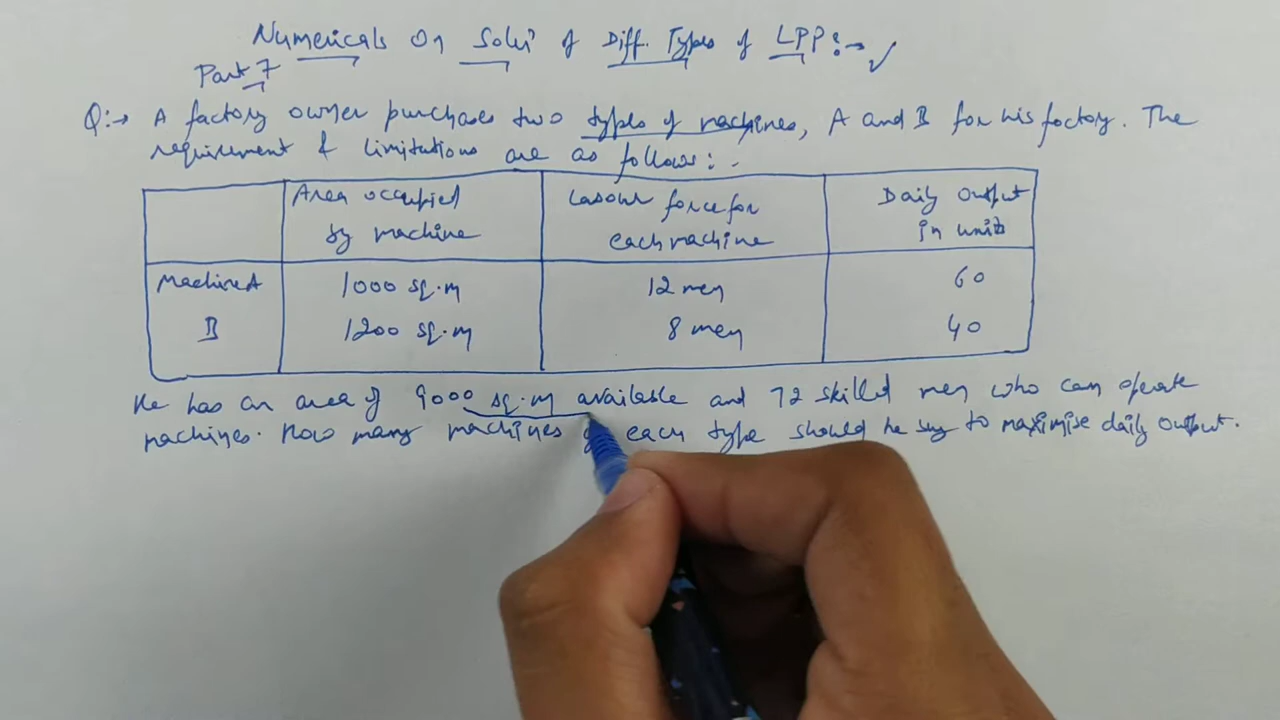 Numericals On Solu" of Diff. Types of LPP:→ ✓
Part 7
Q:→ A factory owner purchases two types of machines, A and B for his factory. The
requirement & limitations are as follows:
Area occupied by machine
Labour force for each machine
Daily output in units
Machine A 1000 sq.m 12 men 60
B 1200 sq.m 8 men 40
He has an area of 9000 sq.m available and 72 skilled men who can operate
machines. How many machines of each type should he buy to maximise daily output.